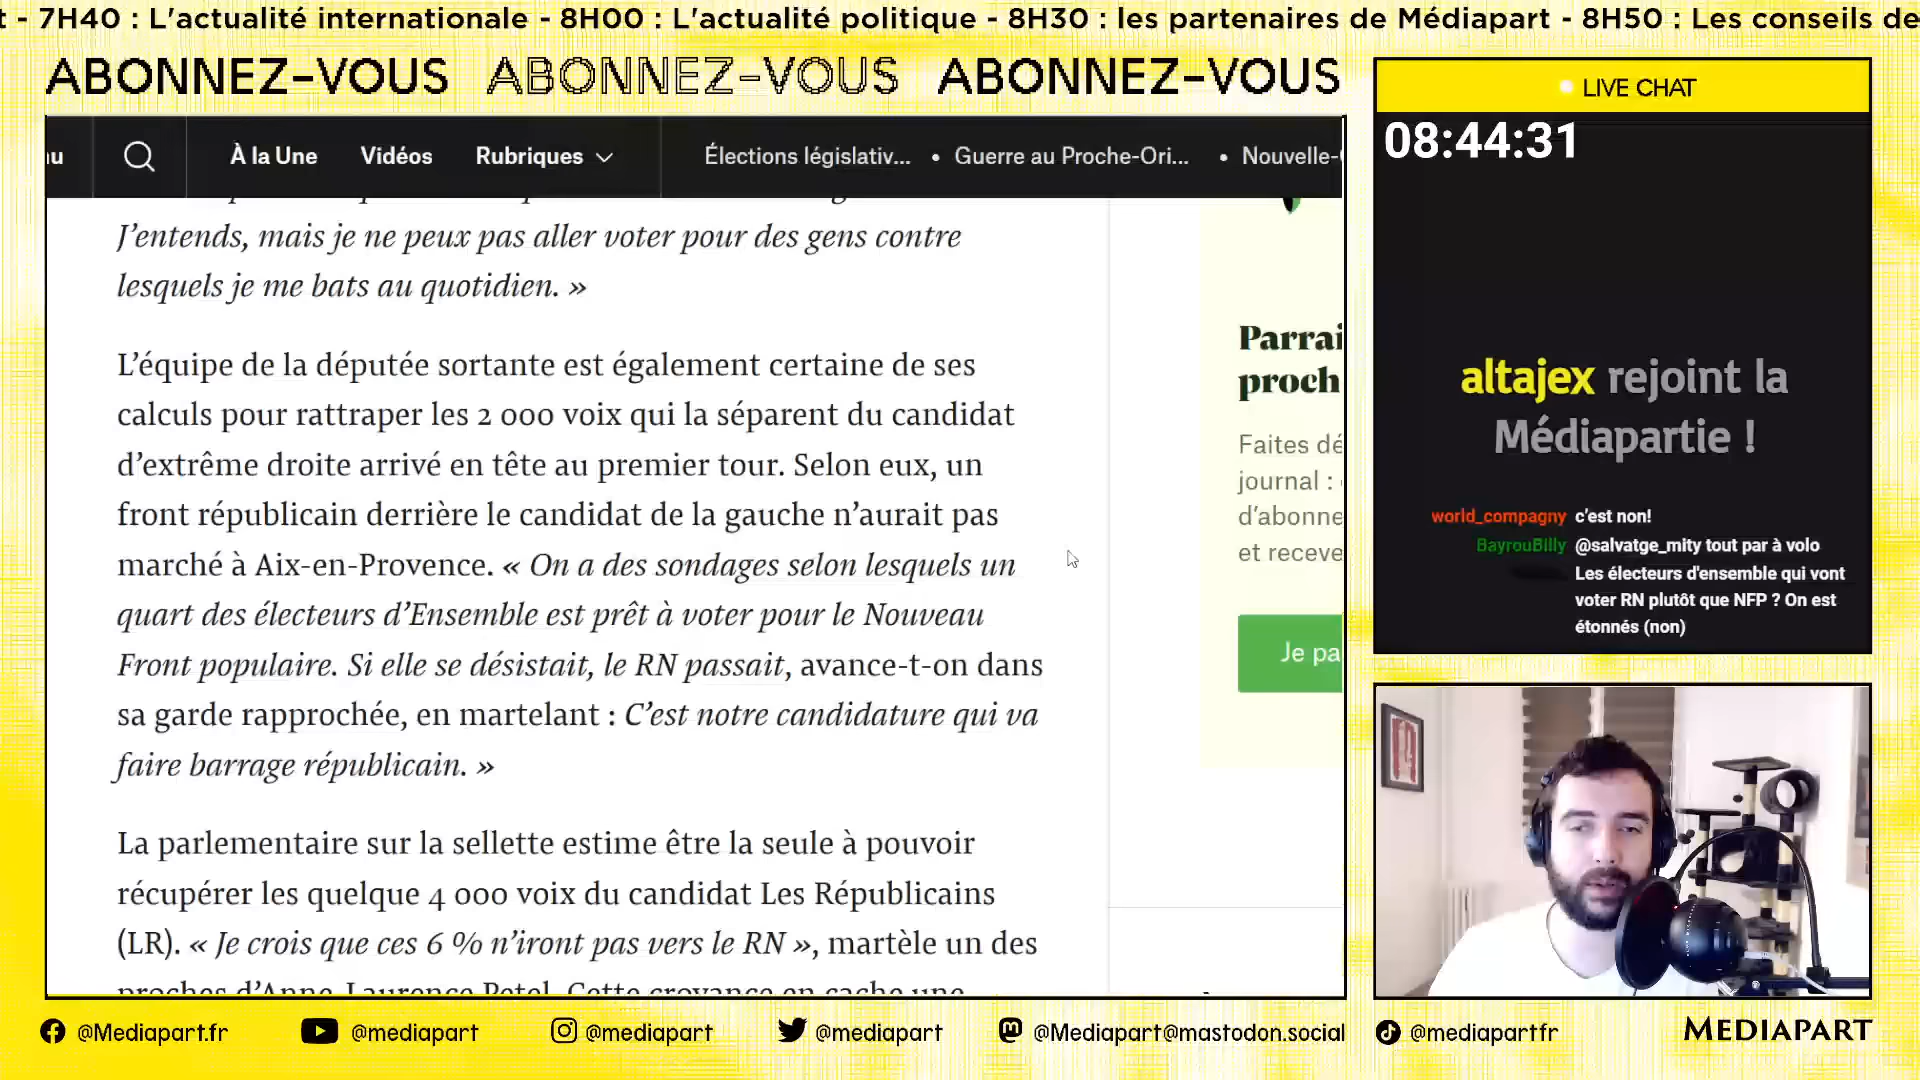 t - 7H40 : L'actualité internationale - 8H00 : L'actualité politique - 8H30 : les partenaires de Médiapart - 8H50 : Les conseils de
ABONNEZ-VOUS ABONNEZ-VOUS ABONNEZ-VOUS
nu À la Une Vidéos Rubriques Élections législativ... • Guerre au Proche-Ori... • Nouvelle-
J'entends, mais je ne peux pas aller voter pour des gens contre
lesquels je me bats au quotidien. »
L'équipe de la députée sortante est également certaine de ses
calculs pour rattraper les 2 000 voix qui la séparent du candidat
d'extrême droite arrivé en tête au premier tour. Selon eux, un
front républicain derrière le candidat de la gauche n'aurait pas
marché à Aix-en-Provence. « On a des sondages selon lesquels un
quart des électeurs d'Ensemble est prêt à voter pour le Nouveau
Front populaire. Si elle se désistait, le RN passait, avance-t-on dans
sa garde rapprochée, en martelant : C'est notre candidature qui va
faire barrage républicain. »
La parlementaire sur la sellette estime être la seule à pouvoir
récupérer les quelque 4 000 voix du candidat Les Républicains
(LR). « Je crois que ces 6 % n'iront pas vers le RN », martèle un des
proches d'Anne-Laurence Petel. Cette croyance en cache une
Parrai
proch
Faites dé
journal :
d'abonne
et receve
Je pa
LIVE CHAT
08:44:31
altajex rejoint la
Médiapartie !
world_compagny c'est non!
BayrouBilly @salvatge_mity tout par à volo
Les électeurs d'ensemble qui vont
voter RN plutôt que NFP ? On est
étonnés (non)
@Mediapart.fr @mediapart @mediapart @mediapart @Mediapart@mastodon.social @mediapartfr MEDIAPART